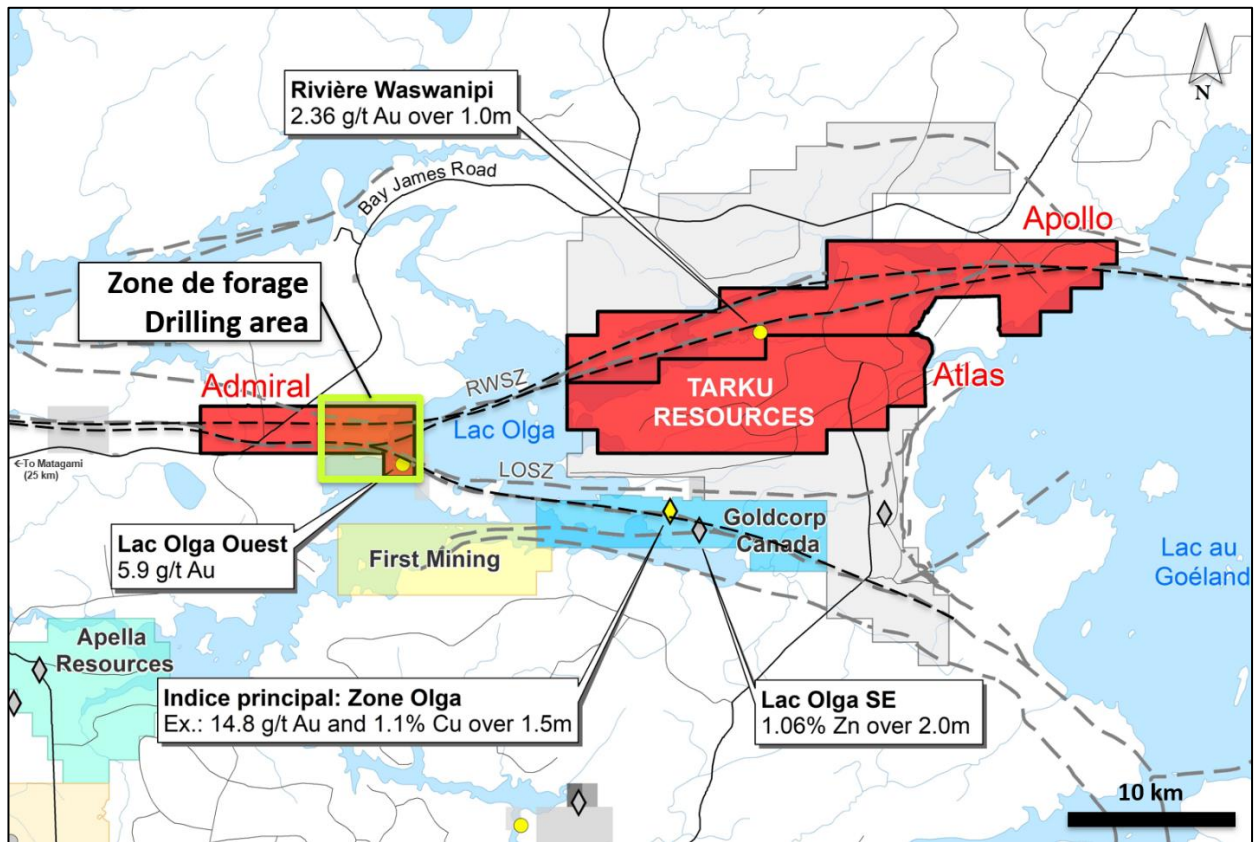 N
Rivière Waswanipi
2.36 g/t Au over 1.0m
Bay James Road
Apollo
Zone de forage
Drilling area
Admiral
RWSZ
Lac Olga
TARKU
RESOURCES
Atlas
←To Matagami
(25 km)
LOSZ
Lac Olga Ouest
5.9 g/t Au
First Mining
Goldcorp
Canada
Lac au
Goéland
Apella
Resources
Indice principal: Zone Olga
Ex.: 14.8 g/t Au and 1.1% Cu over 1.5m
Lac Olga SE
1.06% Zn over 2.0m
10 km